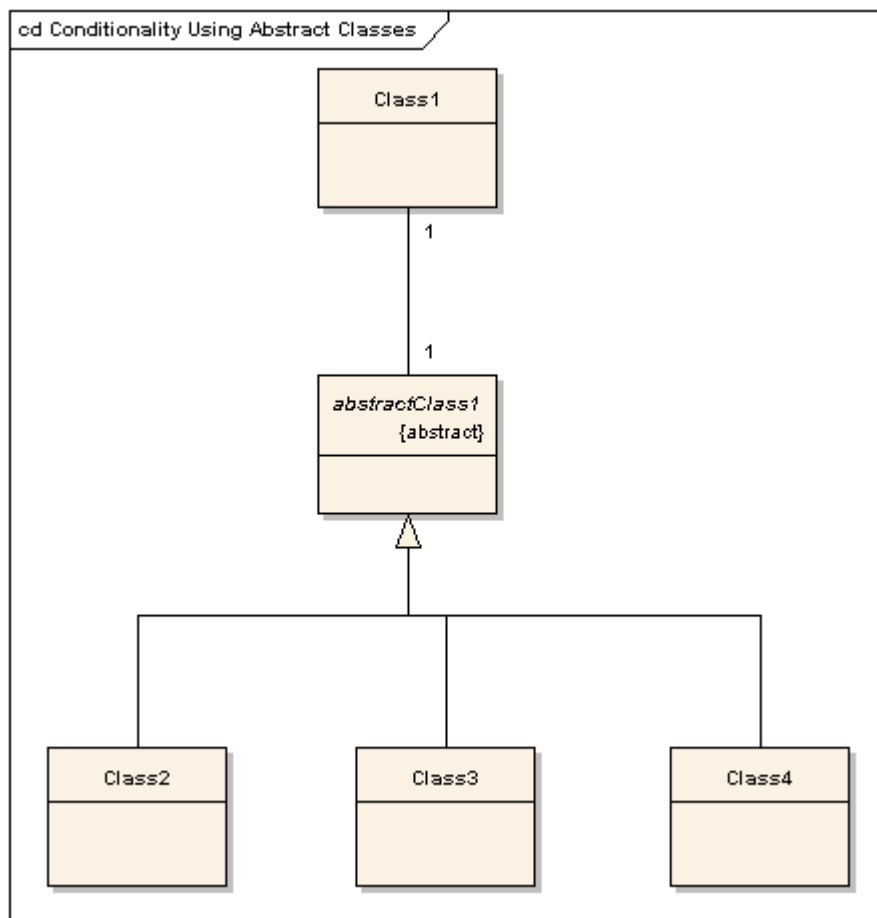 cd Conditionality Using Abstract Classes
Class1
1
1
abstractClass1
{abstract}
Class2
Class3
Class4